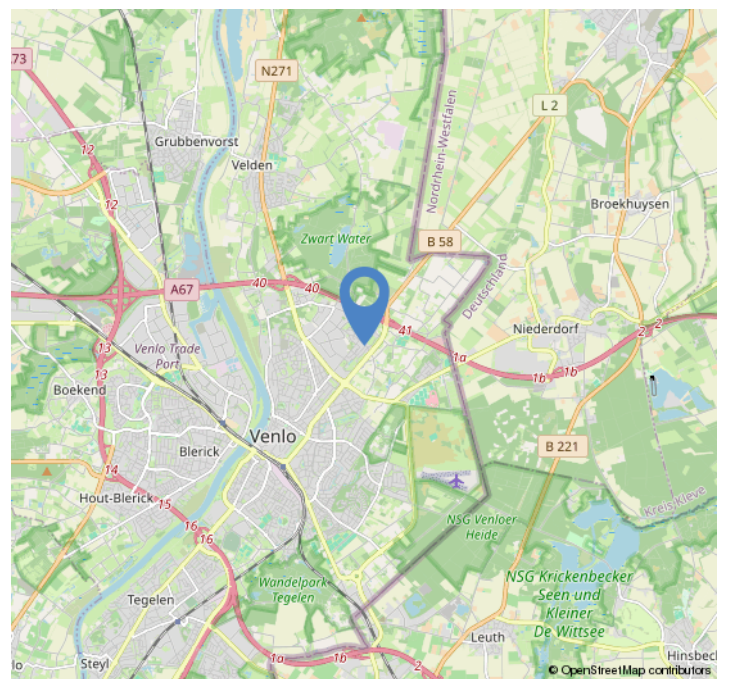 73
N271
L 2
12
Grubbenvorst
Velden
Nordrhein-Westfalen
12
Broekhuysen
Zwart Water
B 58
A67
40
40
Deutschland
41
Niederdorf
2
2
13
Venlo Trade
Port
1a
1b
1b
13
Boekend
Venlo
Blerick
B 221
14
Hout-Blerick
15
Kreis Kleve
16
16
NSG Venloer
Heide
NSG Krickenbecker
Seen und
Kleiner
De Wittsee
Wandelpark
Tegelen
Tegelen
Leuth
lo
Steyl
1a
1b
2
Hinsbeck
© OpenStreetMap contributors